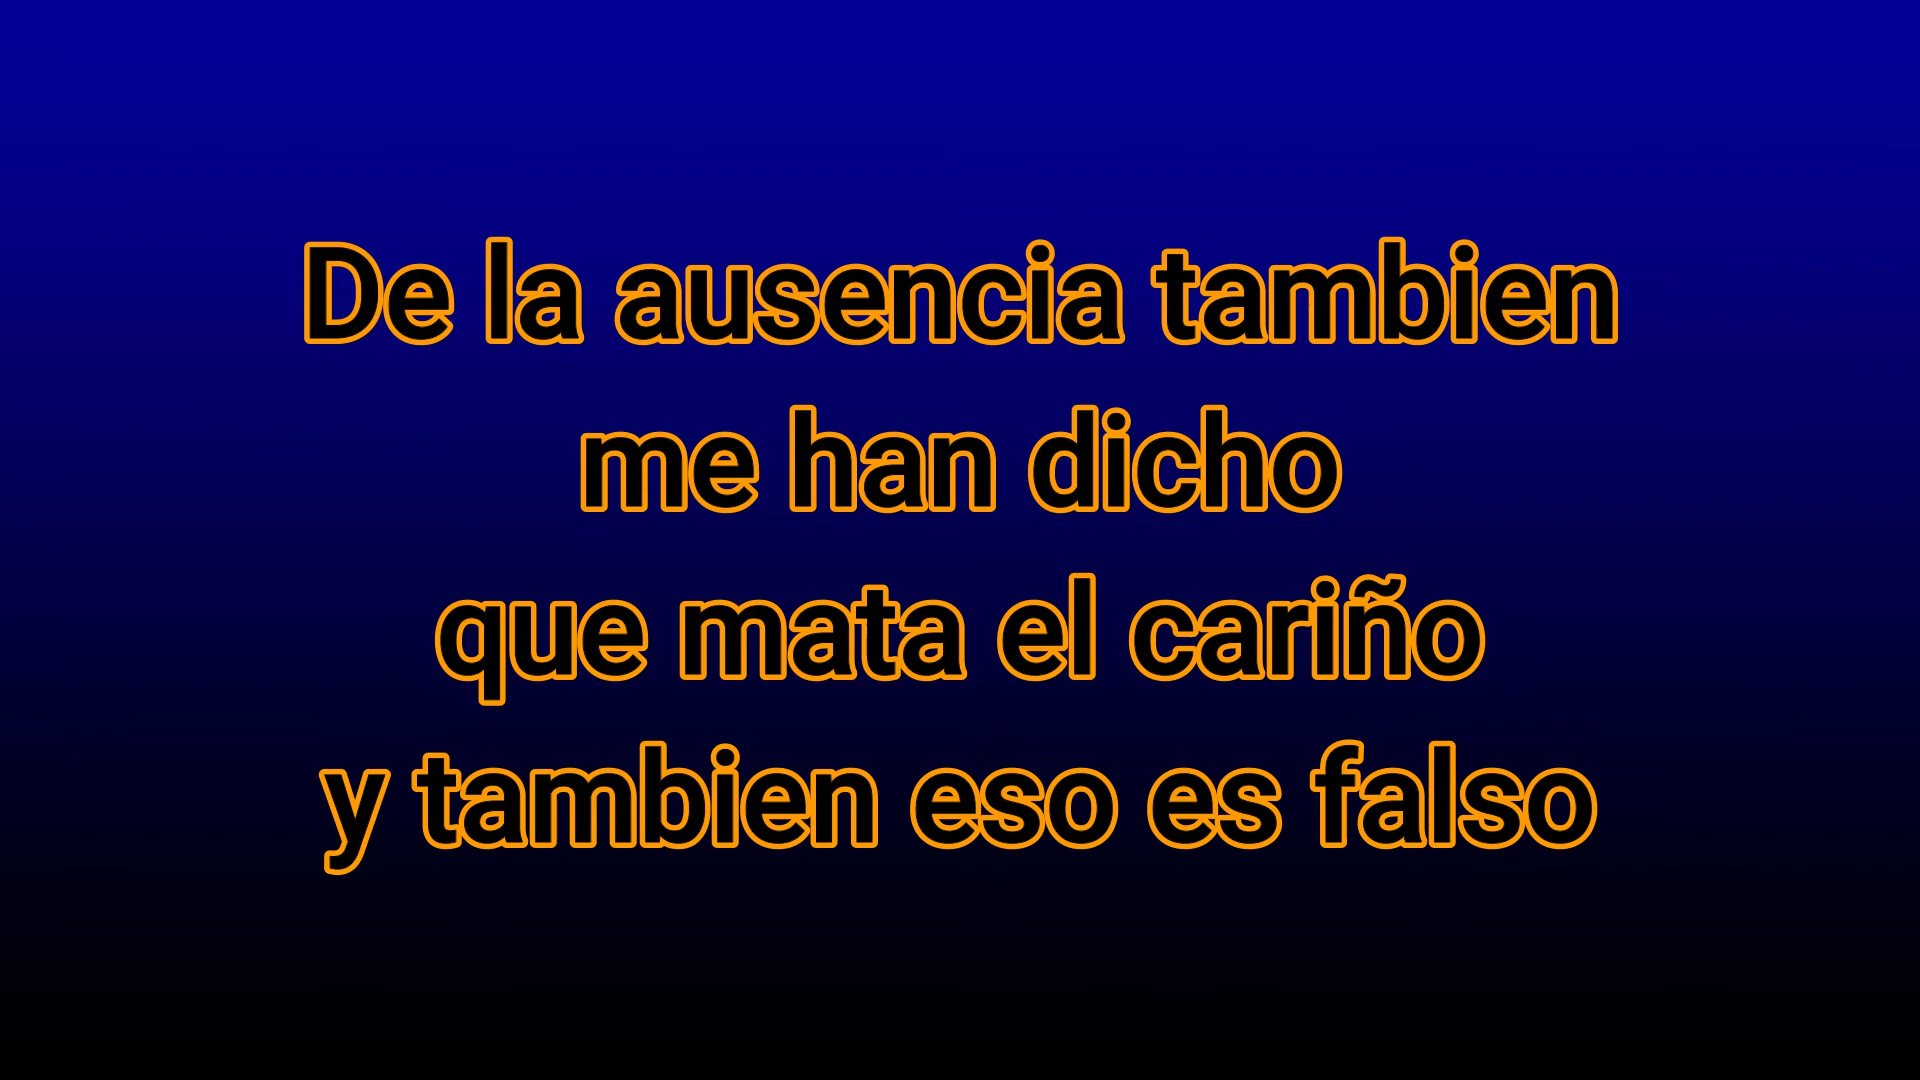 De la ausencia tambien
me han dicho
que mata el cariño
y tambien eso es falso